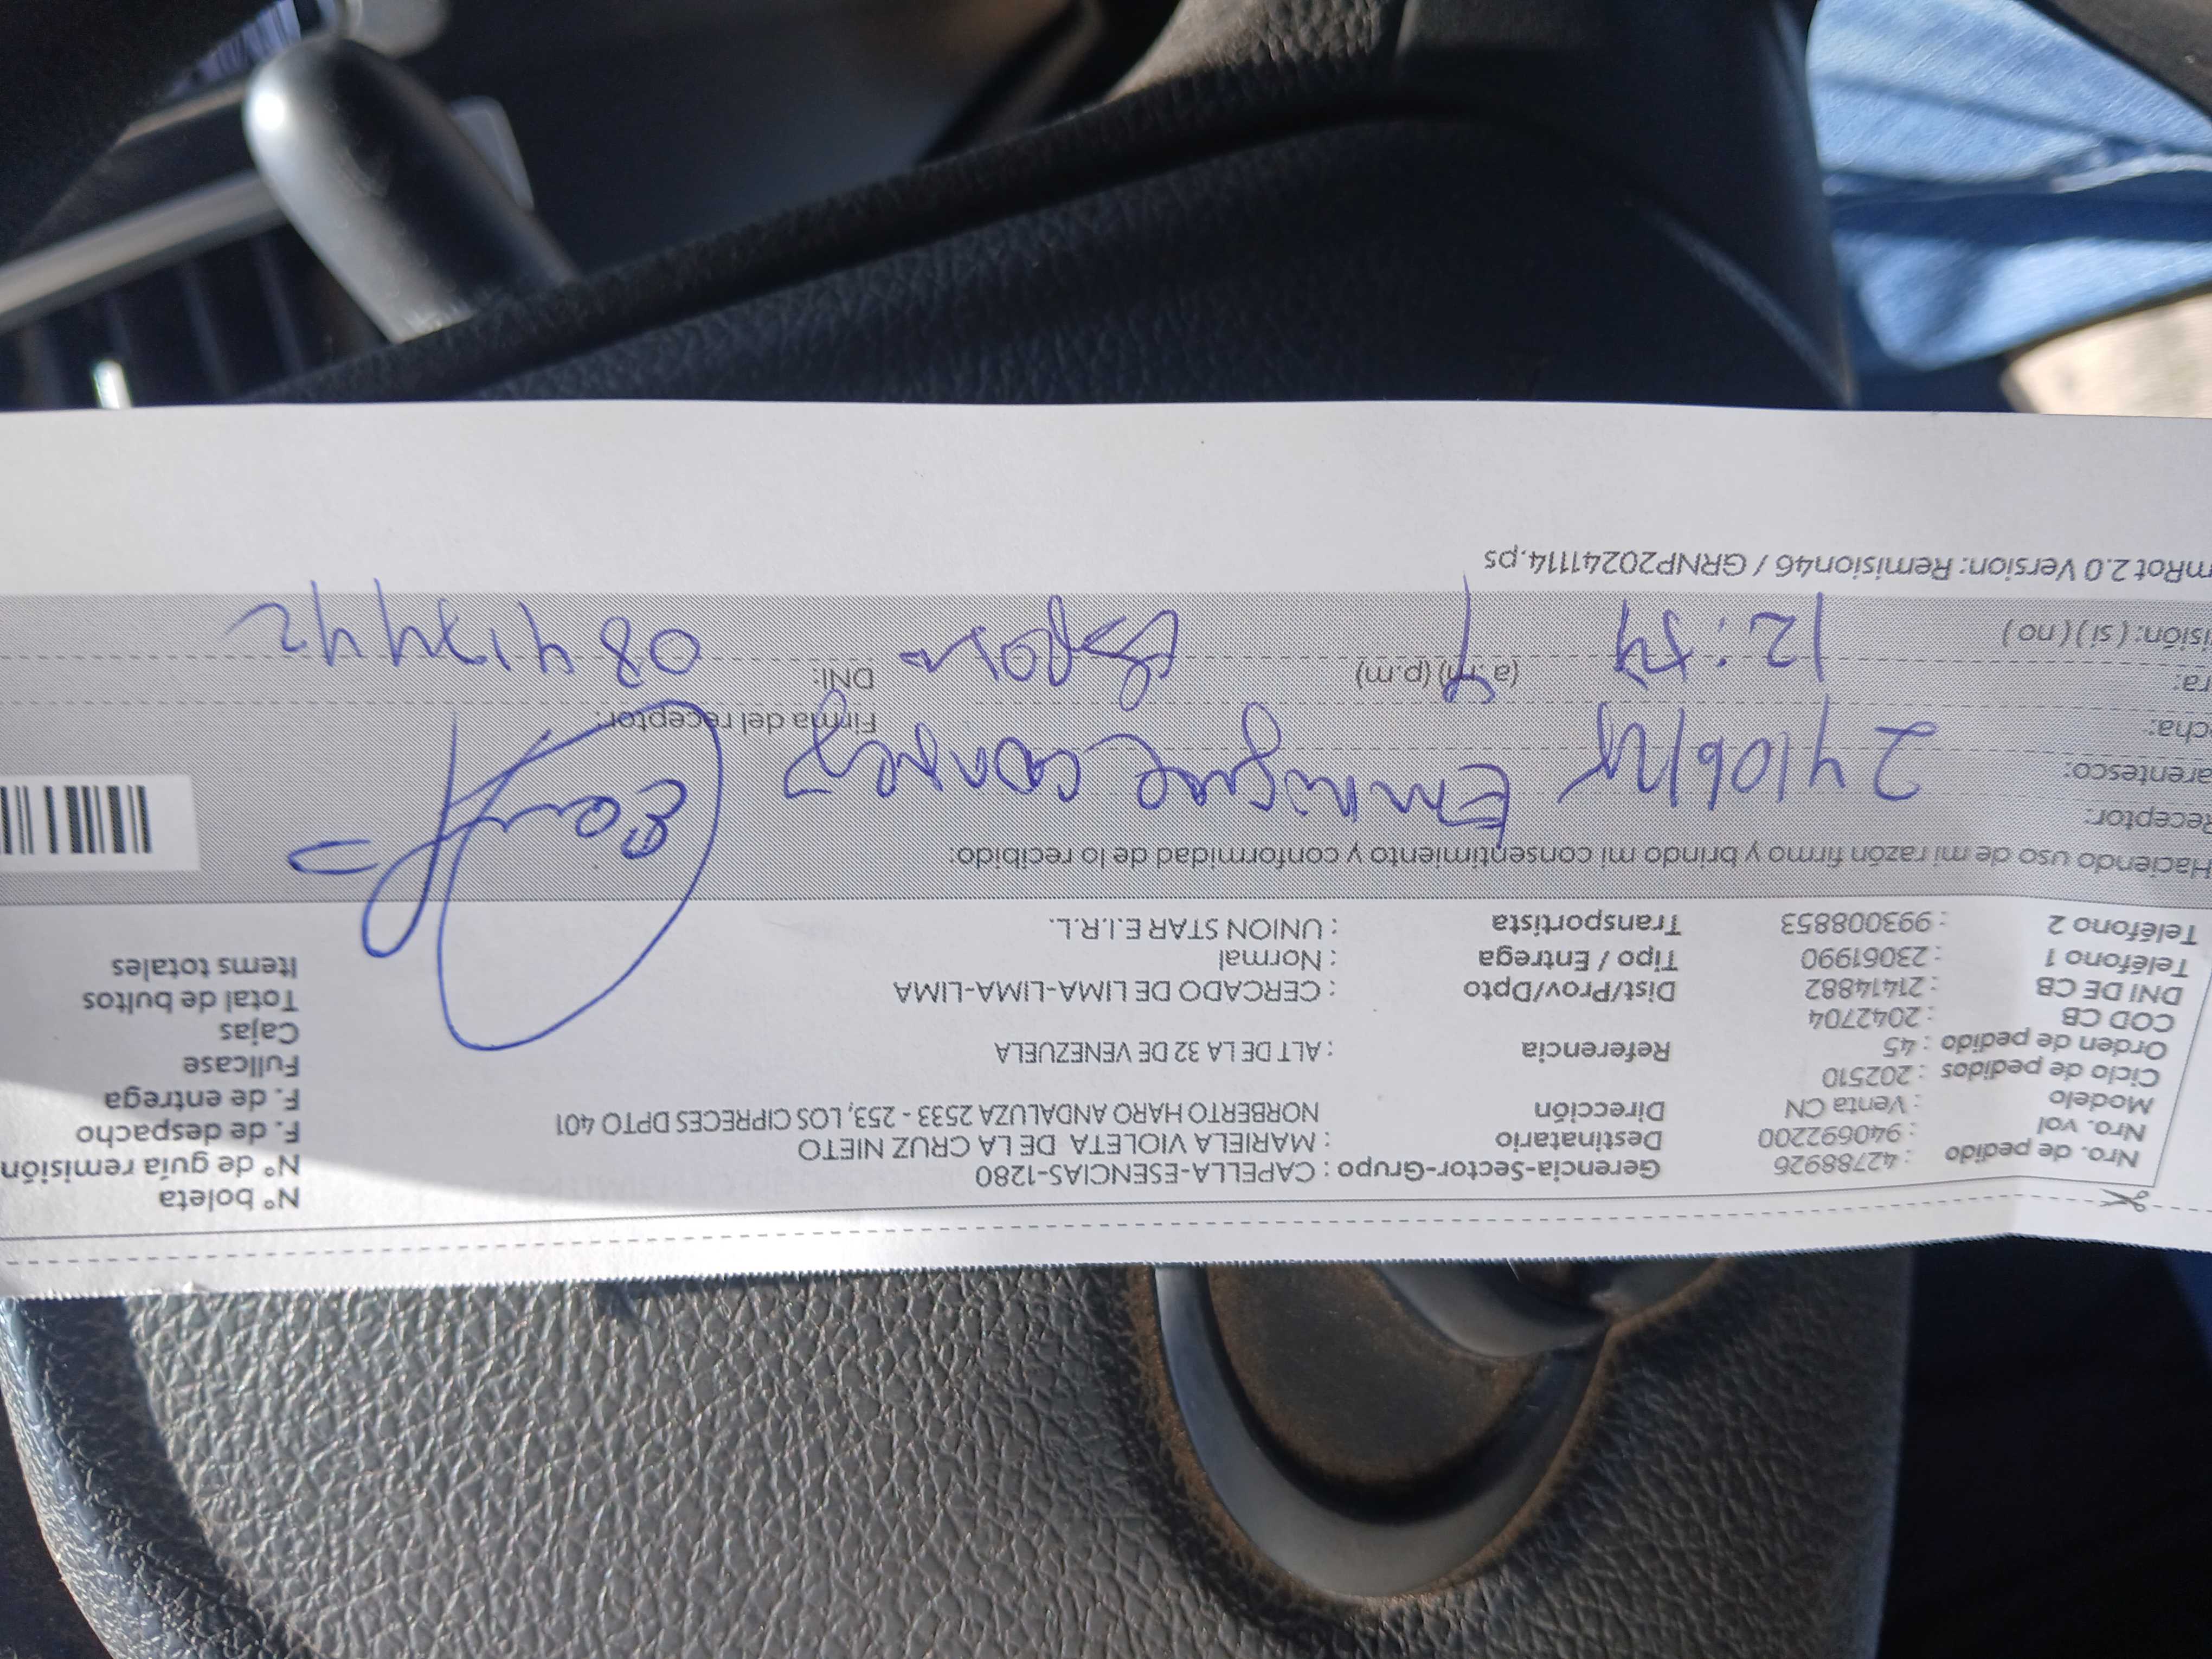 Nº boleta
Nro. de pedido : 42788926 Gerencia-Sector-Grupo : CAPELLA-ESENCIAS-1280 Nº de guía remisión
Nro. vol : 940692200 Destinatario : MARIELA VIOLETA DE LA CRUZ NIETO F. de despacho
Modelo : Venta CN Dirección NORBERTO HARO ANDALUZA 2533 - 253, LOS CIPRECES DPTO 401 F. de entrega
Ciclo de pedidos : 202510 Fullcase
Orden de pedido : 45 Referencia : ALT DE LA 32 DE VENEZUELA Cajas
COD CB : 2042704 Total de bultos
DNI DE CB : 21414882 Dist/Prov/Dpto : CERCADO DE LIMA-LIMA-LIMA Items totales
Teléfono 1 : 23061990 Tipo / Entrega : Normal
Teléfono 2 : 993008853 Transportista : UNION STAR E.I.R.L.
Haciendo uso de mi razón firmo y brindo mi consentimiento y conformidad de lo recibido:
Receptor: Enrique
arentesco:
cha: 24/06/25 Firma del receptor:
ra: 12:54 (a.m) (p.m) DNI: 08417442
isión: ( si ) ( no )
mRot 2.0 Version: Remision46 / GRNP20241114.ps